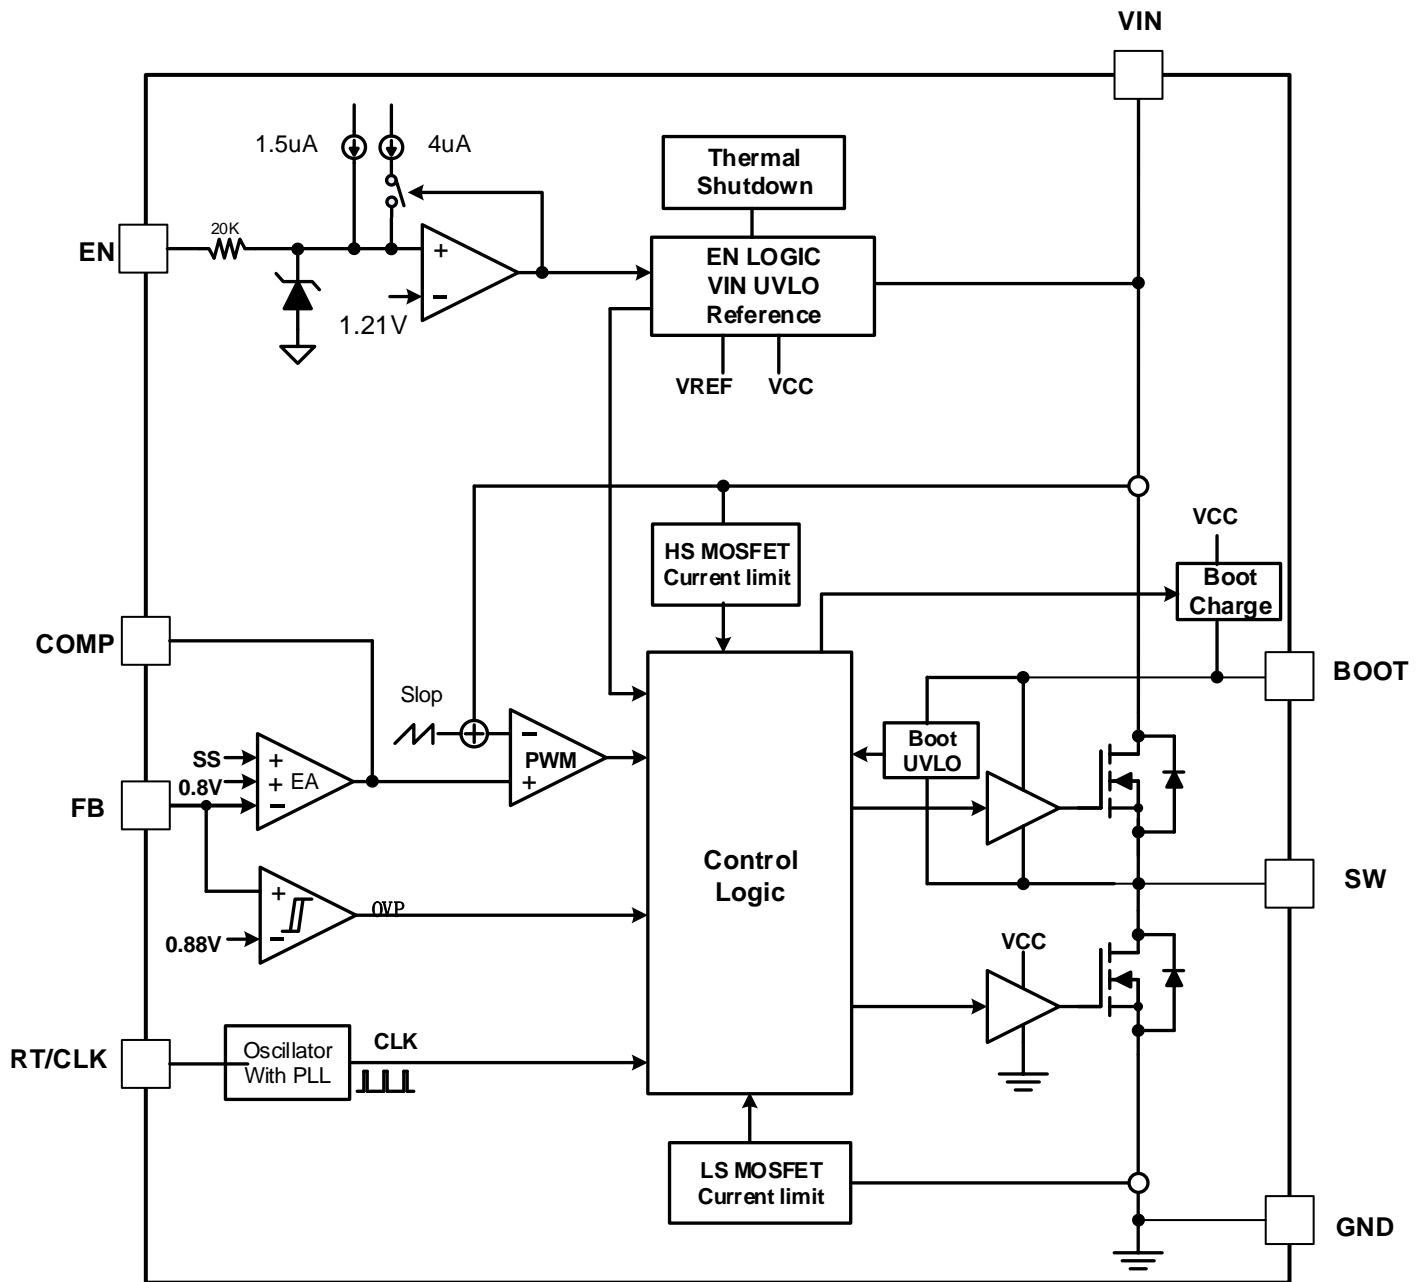 VIN
1.5uA
4uA
Thermal
Shutdown
20K
EN
+
−
1.21V
EN LOGIC
VIN UVLO
Reference
VREF
VCC
HS MOSFET
Current limit
VCC
Boot
Charge
COMP
BOOT
Slop
+
−
PWM
+
Boot
UVLO
SS
0.8V
+
+ EA
−
FB
Control
Logic
SW
+
−
OVP
0.88V
VCC
RT/CLK
Oscillator
With PLL
CLK
LS MOSFET
Current limit
GND